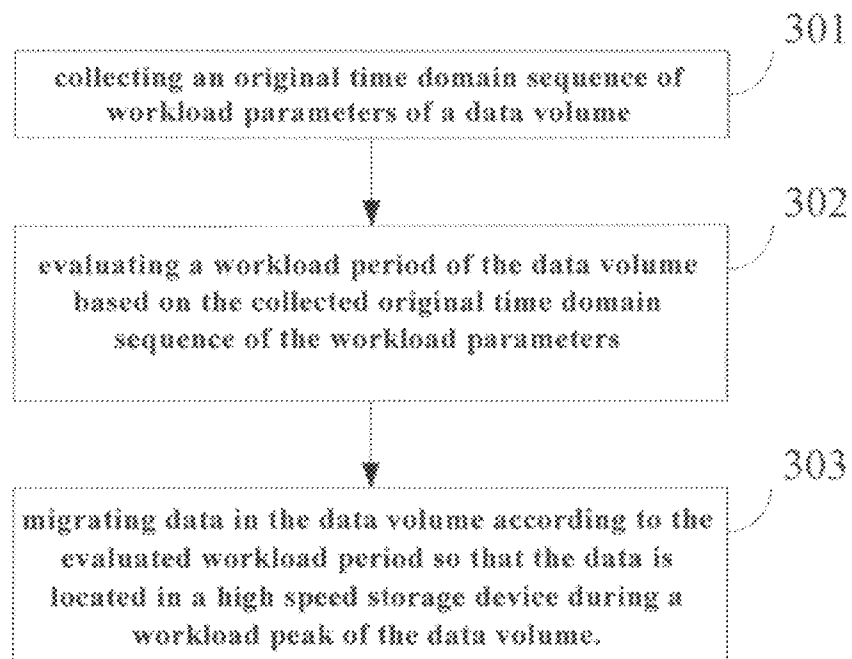 301
collecting an original time domain sequence of
workload parameters of a data volume
302
evaluating a workload period of the data volume
based on the collected original time domain
sequence of the workload parameters
303
migrating data in the data volume according to the
evaluated workload period so that the data is
located in a high speed storage device during a
workload peak of the data volume.